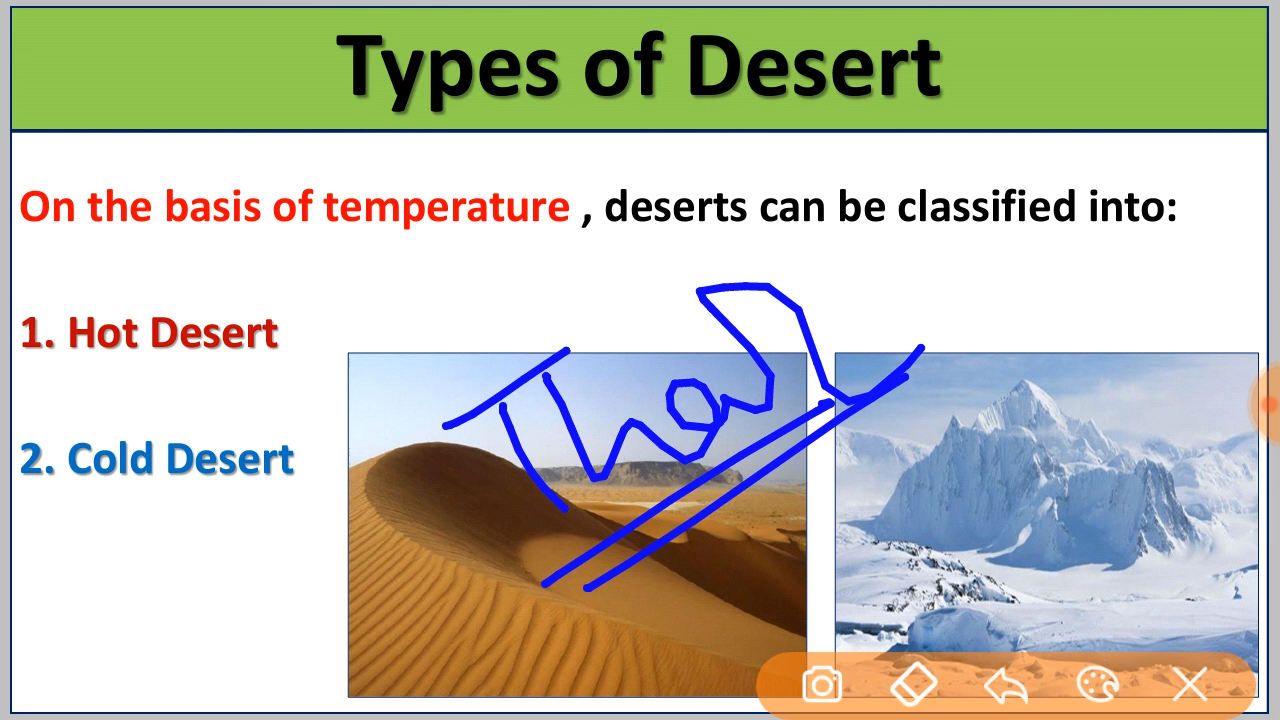 Types of Desert
On the basis of temperature , deserts can be classified into:
1. Hot Desert
2. Cold Desert
Thar